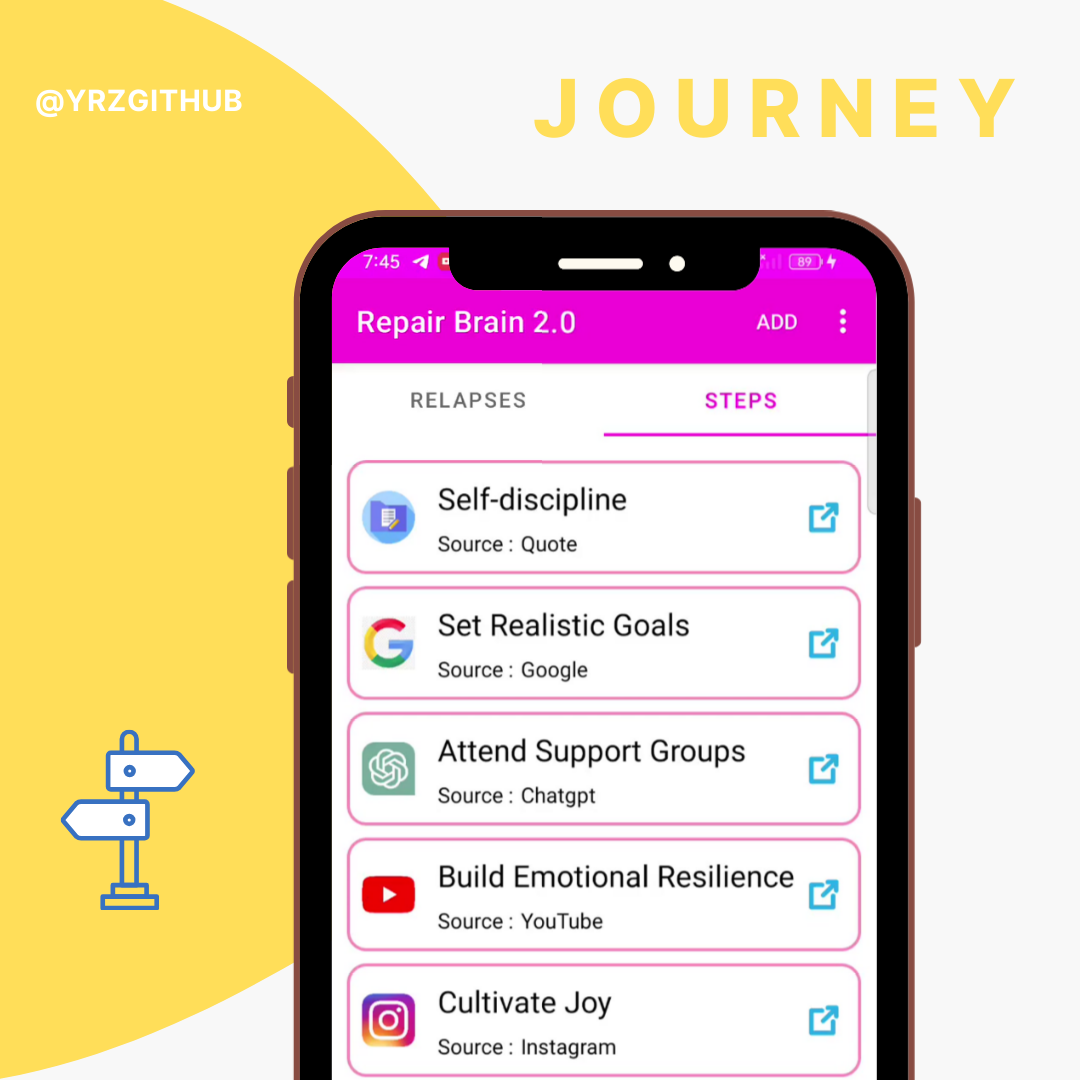 @YRZGITHUB
JOURNEY
7:45
89
Repair Brain 2.0
ADD
RELAPSES
STEPS
Self-discipline
Source : Quote
Set Realistic Goals
Source : Google
Attend Support Groups
Source : Chatgpt
Build Emotional Resilience
Source : YouTube
Cultivate Joy
Source : Instagram